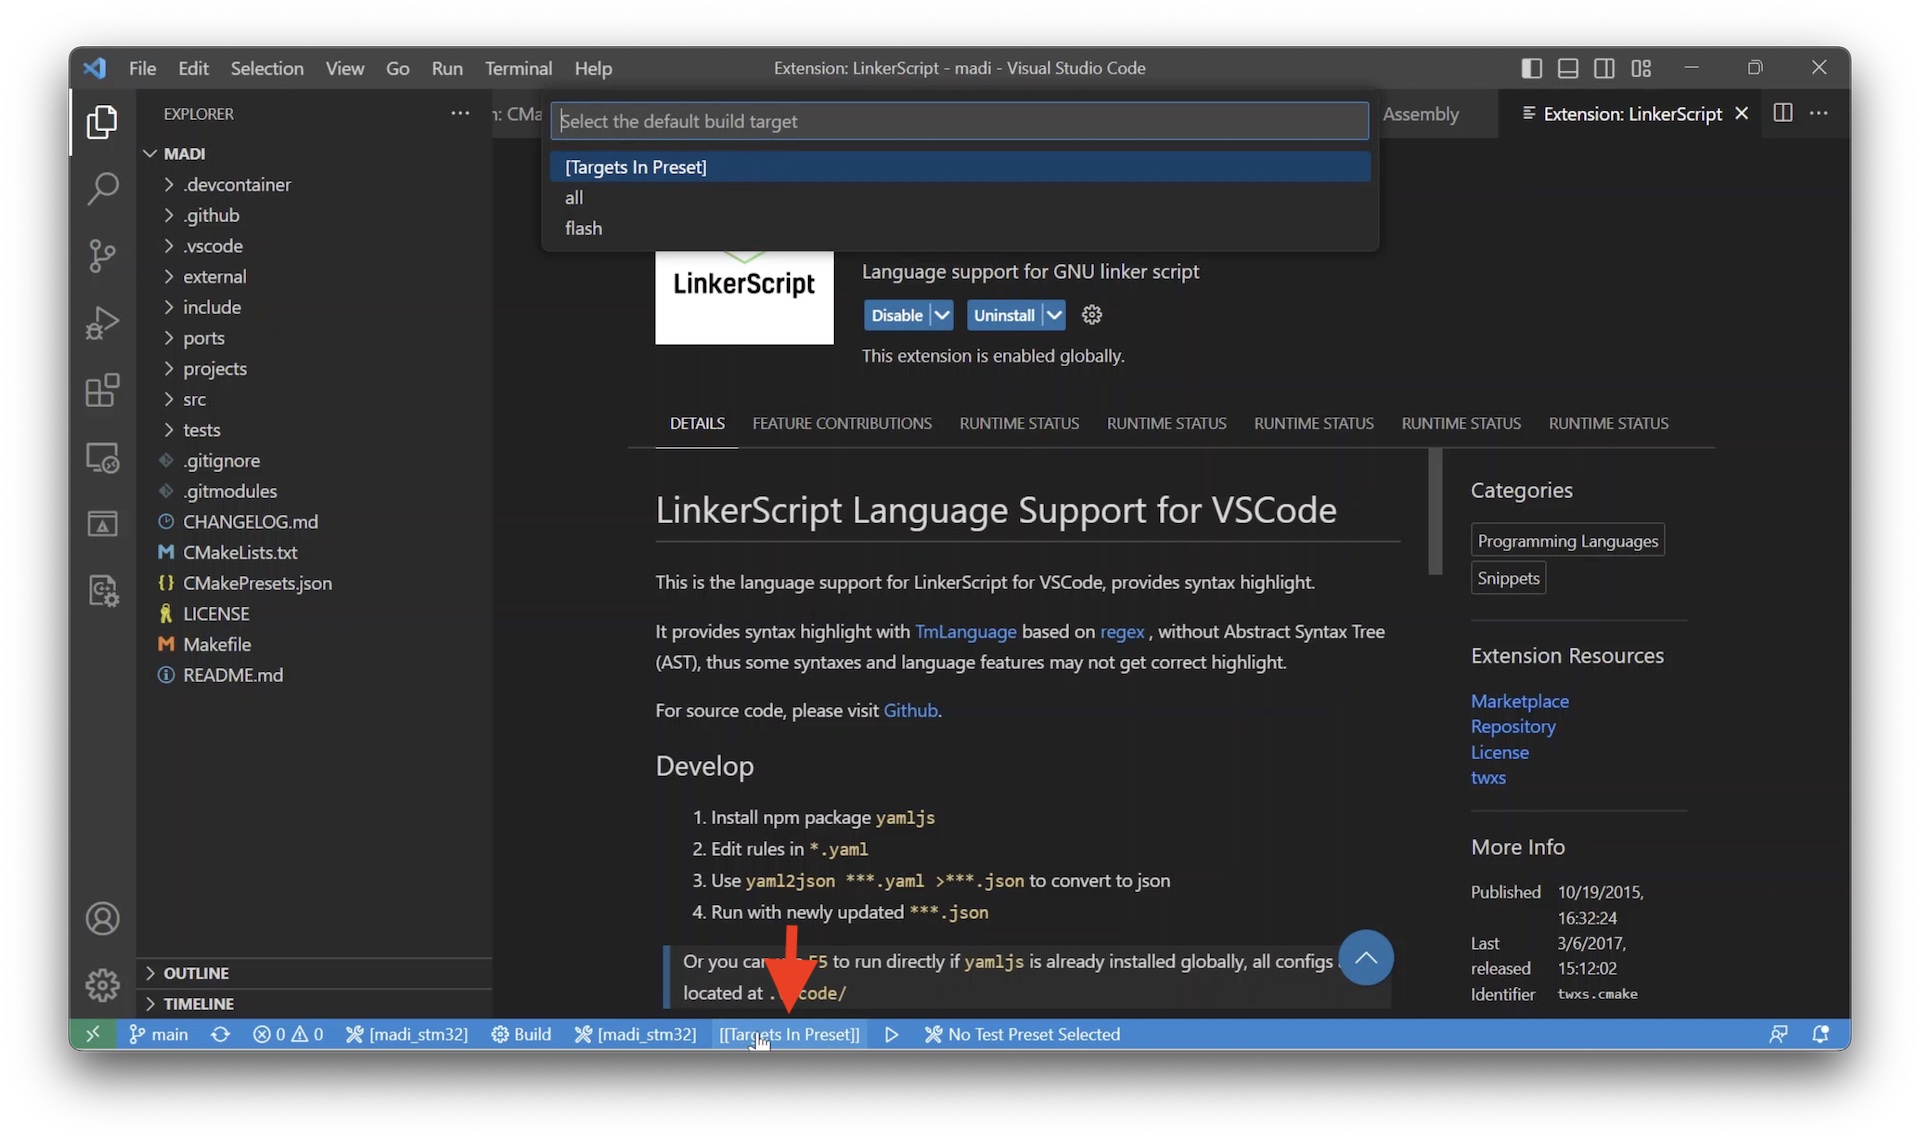 File Edit Selection View Go Run Terminal Help
Extension: LinkerScript - madi - Visual Studio Code
EXPLORER
MADI
.devcontainer
.github
.vscode
external
include
ports
projects
src
tests
.gitignore
.gitmodules
CHANGELOG.md
CMakeLists.txt
CMakePresets.json
LICENSE
Makefile
README.md
OUTLINE
TIMELINE
Assembly
Extension: LinkerScript
Select the default build target
[Targets In Preset]
all
flash
LinkerScript
Language support for GNU linker script
Disable
Uninstall
This extension is enabled globally.
DETAILS FEATURE CONTRIBUTIONS RUNTIME STATUS RUNTIME STATUS RUNTIME STATUS RUNTIME STATUS RUNTIME STATUS
LinkerScript Language Support for VSCode
This is the language support for LinkerScript for VSCode, provides syntax highlight.
It provides syntax highlight with TmLanguage based on regex , without Abstract Syntax Tree
(AST), thus some syntaxes and language features may not get correct highlight.
For source code, please visit Github.
Develop
1. Install npm package yamljs
2. Edit rules in *.yaml
3. Use yaml2json ***.yaml >***.json to convert to json
4. Run with newly updated ***.json
Or you F5 to run directly if yamljs is already installed globally, all configs
located at code/
Categories
Programming Languages
Snippets
Extension Resources
Marketplace
Repository
License
twxs
More Info
Published 10/19/2015,
16:32:24
Last 3/6/2017,
released 15:12:02
Identifier twxs.cmake
main 0 0 [madi_stm32] Build [madi_stm32] [[Targets In Preset]] No Test Preset Selected